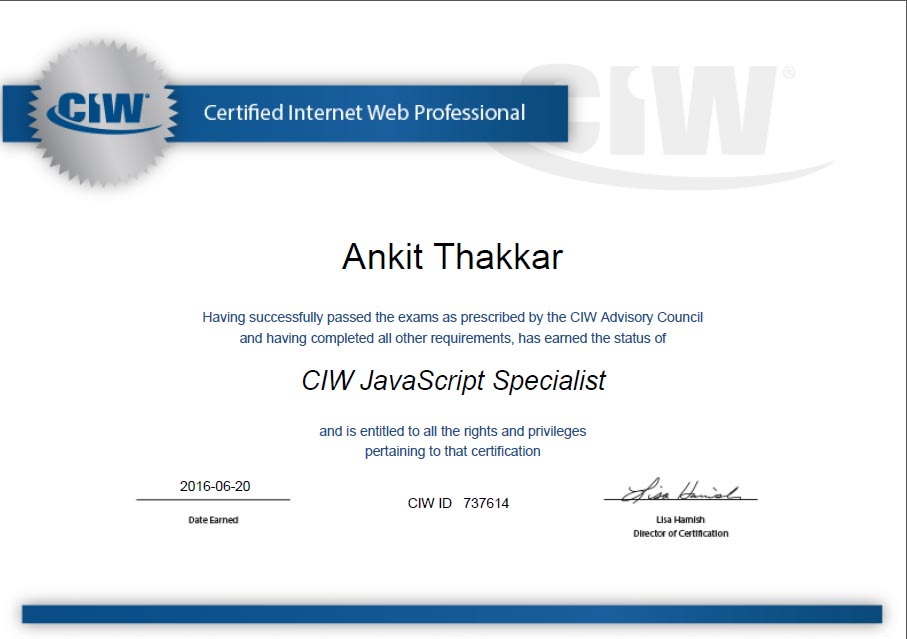 CIW®
Certified Internet Web Professional
CIW®
Ankit Thakkar
Having successfully passed the exams as prescribed by the CIW Advisory Council
and having completed all other requirements, has earned the status of
CIW JavaScript Specialist
and is entitled to all the rights and privileges
pertaining to that certification
2016-06-20
Date Earned
CIW ID 737614
Lisa Hamish
Lisa Hamish
Director of Certification